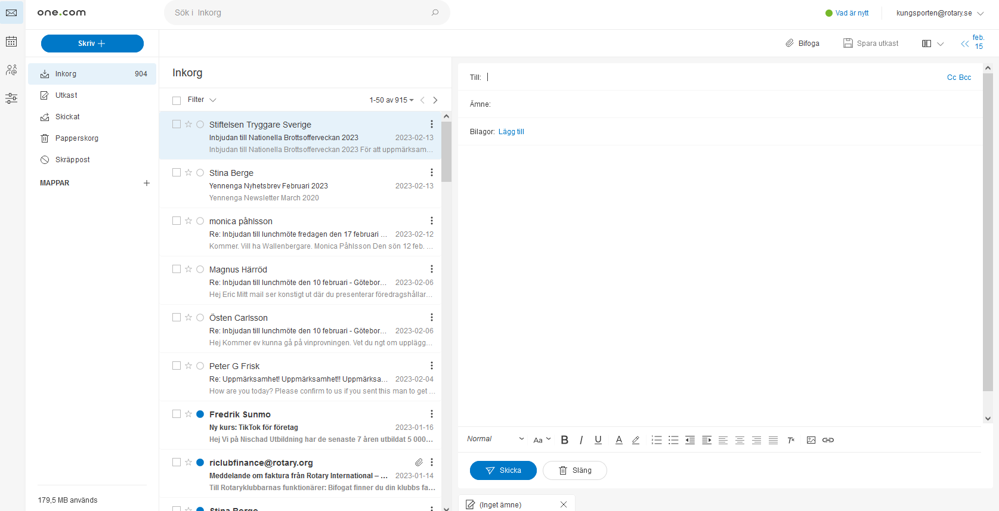 one.com
Sök i Inkorg
Vad är nytt
kungsporten@rotary.se
Skriv
Bifoga
Spara utkast
feb.
15
Inkorg 904
Utkast
Skickat
Papperskorg
Skräppost
MAPPAR
179,5 MB används
Inkorg
Filter
1-50 av 915
Stiftelsen Tryggare Sverige
Inbjudan till Nationella Brottsofferveckan 2023 2023-02-13
Inbjudan till Nationella Brottsofferveckan 2023 För att uppmärksam…
Stina Berge
Yennenga Nyhetsbrev Februari 2023 2023-02-13
Yennenga Newsletter March 2020
monica påhlsson
Re: Inbjudan till lunchmöte fredagen den 17 februari … 2023-02-12
Kommer. Vill ha Wallenbergare. Monica Påhlsson Den sön 12 feb. …
Magnus Härröd
Re: Inbjudan till lunchmöte den 10 februari - Götebor… 2023-02-06
Hej Eric Mitt mail ser konstigt ut där du presenterar föredragshållar…
Östen Carlsson
Re: Inbjudan till lunchmöte den 10 februari - Götebor… 2023-02-06
Hej Kommer ev kunna gå på vinprovningen. Vet du ngt om upplägg…
Peter G Frisk
Re: Uppmärksamhet! Uppmärksamhet!! Uppmärksa… 2023-02-04
How are you today? Please confirm to us if you sent this man to get …
Fredrik Sunmo
Ny kurs: TikTok för företag 2023-01-16
Hej Vi på Nischad Utbildning har de senaste 7 åren utbildat 5 000…
riclubfinance@rotary.org
Meddelande om faktura från Rotary International – … 2023-01-14
Till Rotaryklubbarnas funktionärer: Bifogat finner du din klubbs fa…
Stina Berge
Till: Cc Bcc
Ämne:
Bilagor: Lägg till
Normal Aa B I U A Tx
Skicka
Släng
(Inget ämne)